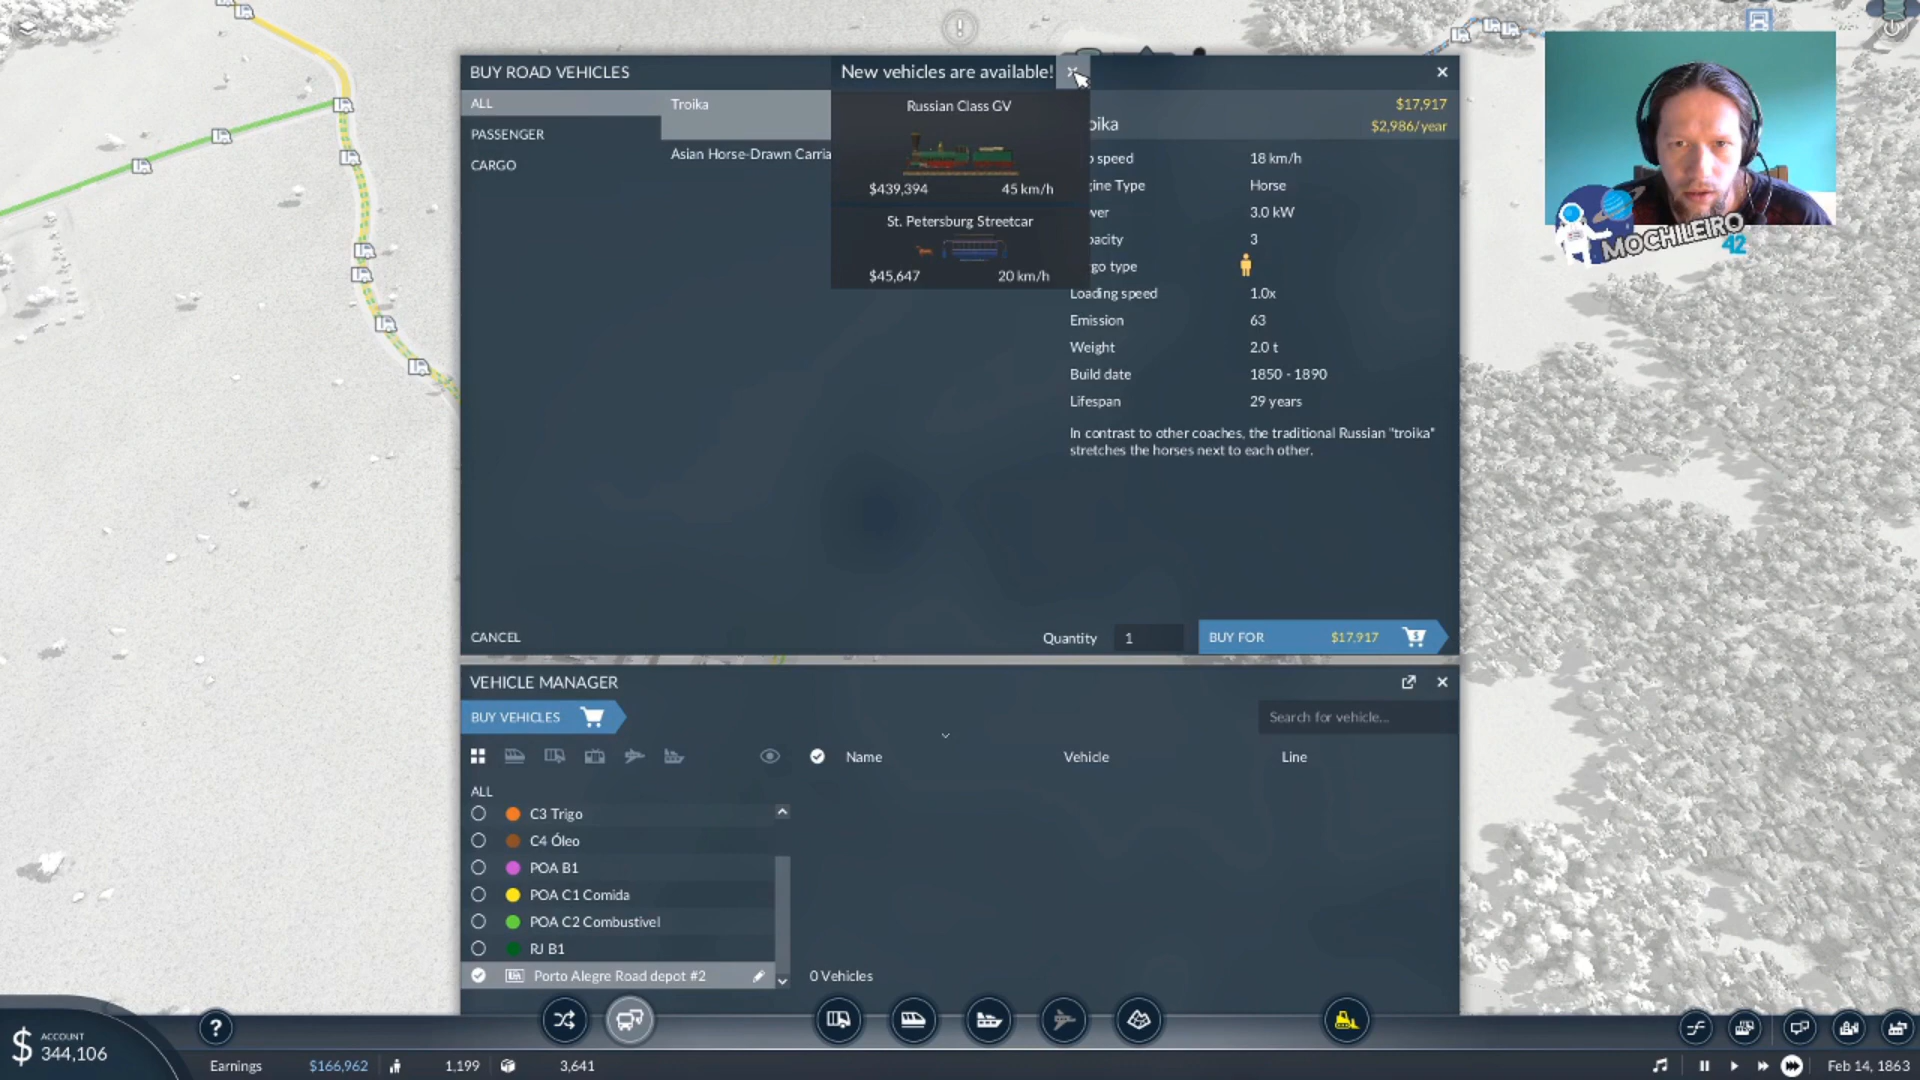 BUY ROAD VEHICLES
New vehicles are available!
ALL
PASSENGER
CARGO
Troika
Asian Horse-Drawn Carria
Russian Class GV
$439,394 45 km/h
St. Petersburg Streetcar
$45,647 20 km/h
oika
$17,917
$2,986/year
speed 18 km/h
gine Type Horse
wer 3.0 kW
pacity 3
go type
Loading speed 1.0x
Emission 63
Weight 2.0 t
Build date 1850 - 1890
Lifespan 29 years
In contrast to other coaches, the traditional Russian "troika"
stretches the horses next to each other.
CANCEL
Quantity 1
BUY FOR $17,917
MOCHILEIRO
42
VEHICLE MANAGER
BUY VEHICLES
Search for vehicle...
Name Vehicle Line
ALL
C3 Trigo
C4 Óleo
POA B1
POA C1 Comida
POA C2 Combustivel
RJ B1
Porto Alegre Road depot #2
0 Vehicles
$ ACCOUNT
344,106
?
Earnings $166,962 1,199 3,641
Feb 14, 1863